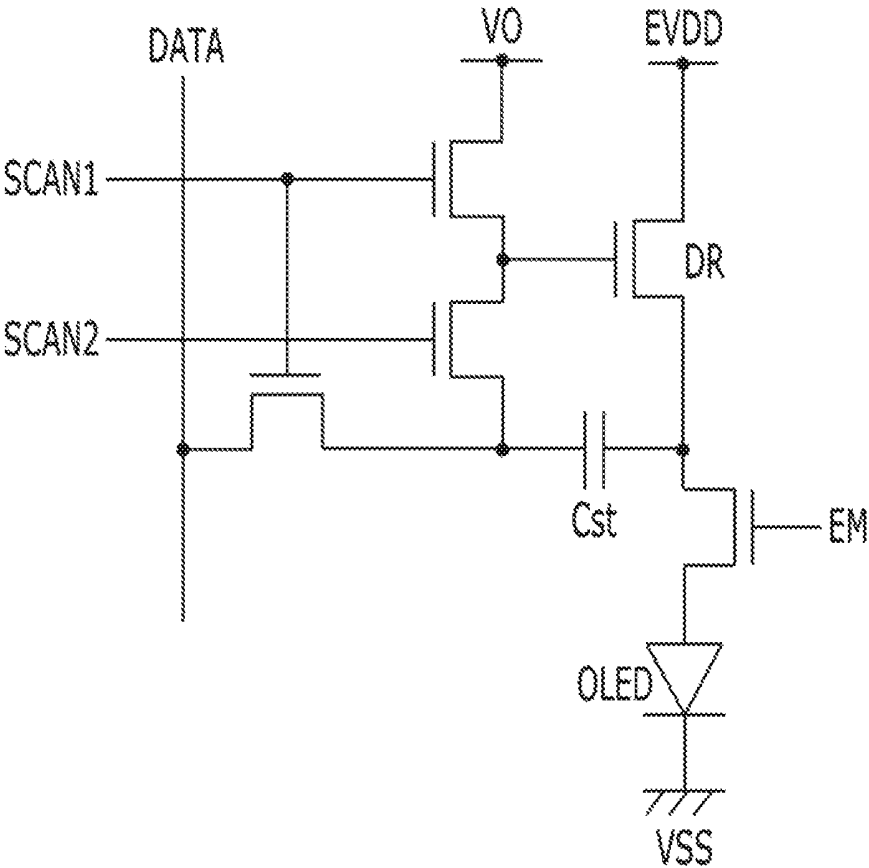 VO
EVDD
DATA
SCAN1
DR
SCAN2
Cst
EM
OLED
VSS